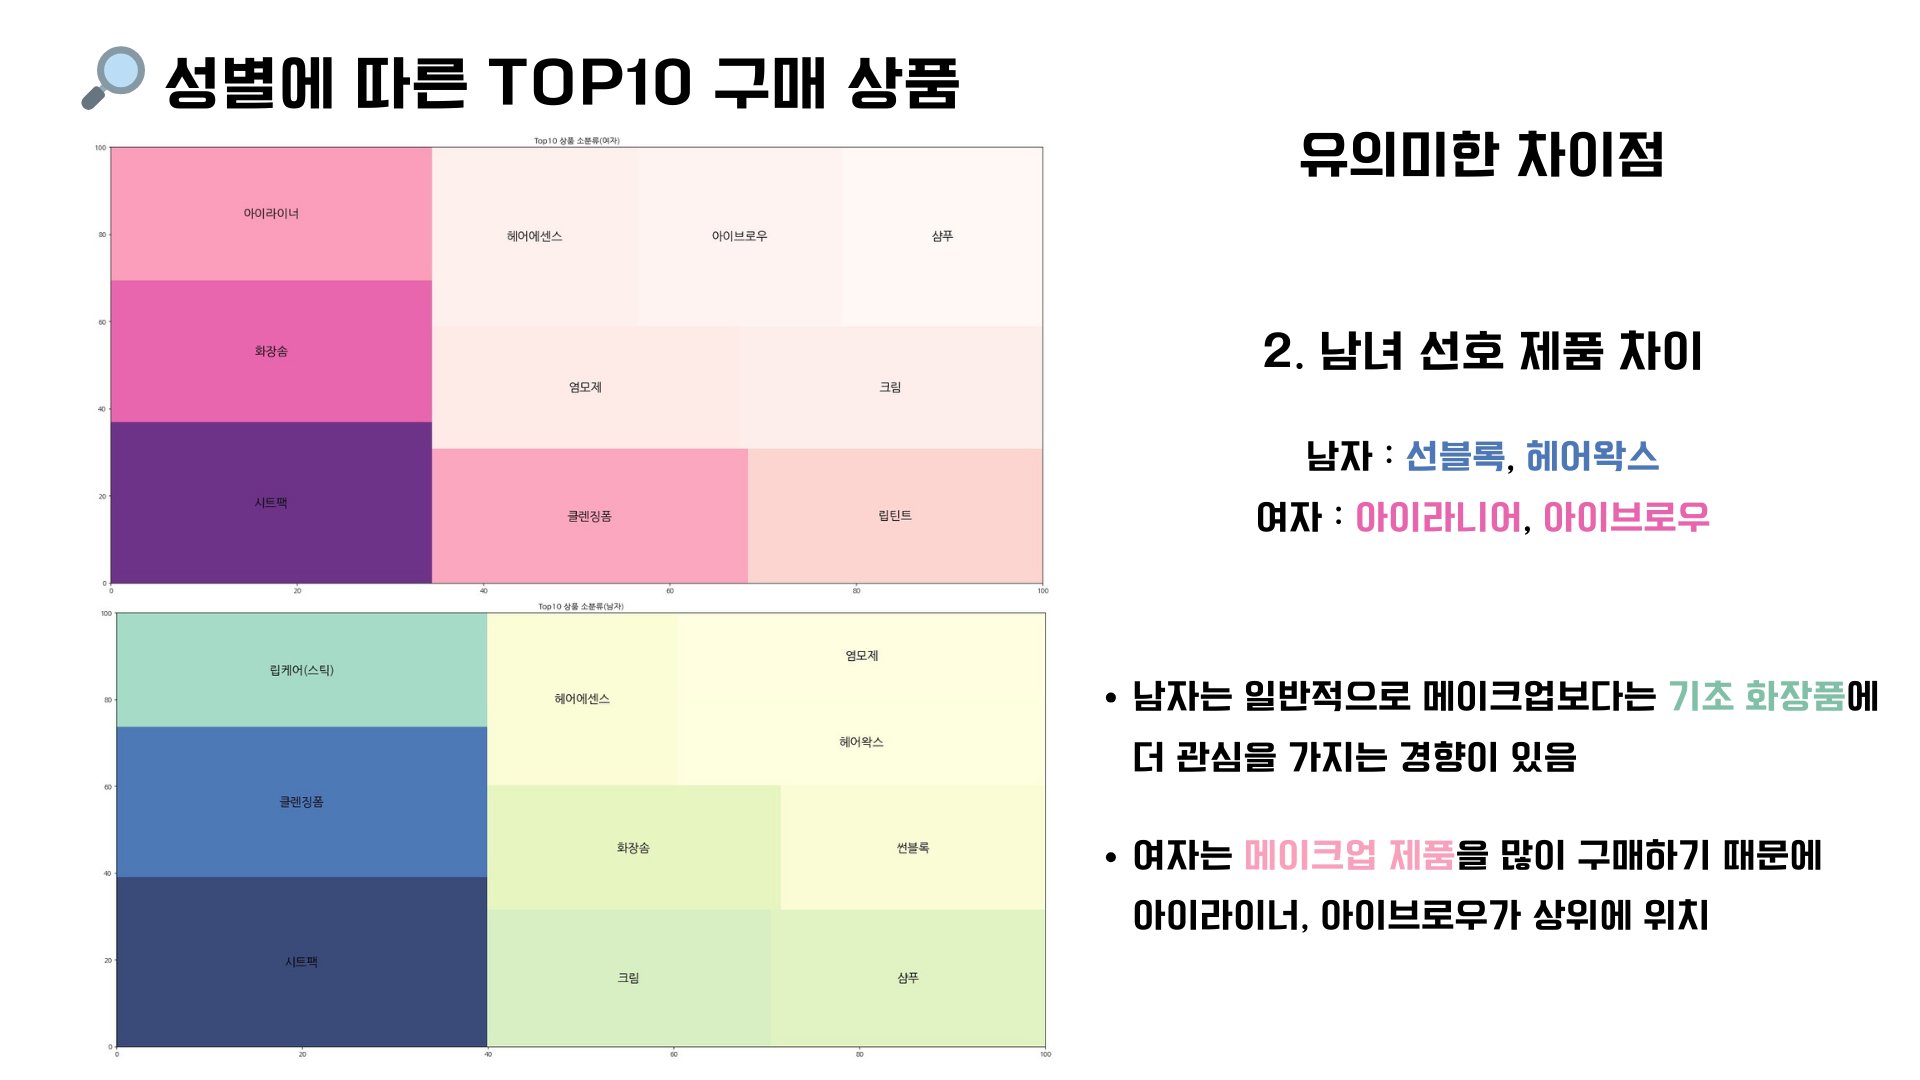 성별에 따른 TOP10 구매 상품
Top10 상품 소분류(여자)
100
80
60
40
20
0
아이라이너
화장솜
시트팩
헤어에센스
아이브로우
샴푸
염모제
크림
클렌징폼
립틴트
0 20 40 60 80 100
Top10 상품 소분류(남자)
100
80
60
40
20
0
립케어(스틱)
클렌징폼
시트팩
헤어에센스
염모제
헤어왁스
화장솜
썬블록
크림
샴푸
0 20 40 60 80 100
유의미한 차이점
2. 남녀 선호 제품 차이
남자 : 선블록, 헤어왁스
여자 : 아이라니어, 아이브로우
• 남자는 일반적으로 메이크업보다는 기초 화장품에
더 관심을 가지는 경향이 있음
• 여자는 메이크업 제품을 많이 구매하기 때문에
아이라이너, 아이브로우가 상위에 위치